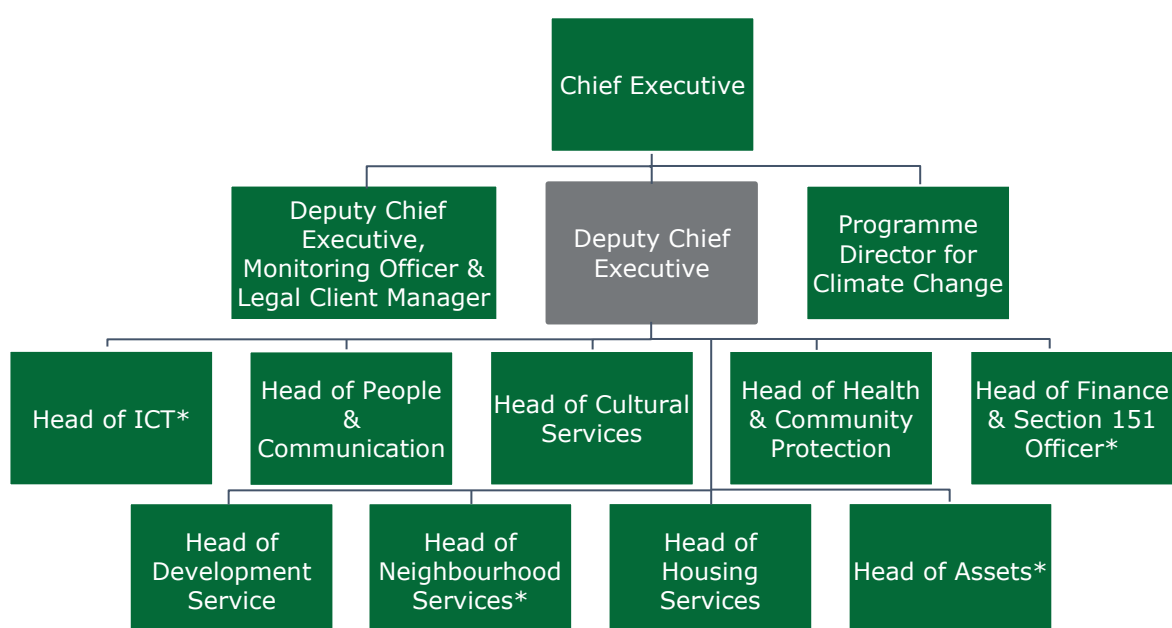 Chief Executive
Deputy Chief
Executive,
Monitoring Officer &
Legal Client Manager
Deputy Chief
Executive
Programme
Director for
Climate Change
Head of ICT*
Head of People
&
Communication
Head of Cultural
Services
Head of Health
& Community
Protection
Head of Finance
& Section 151
Officer*
Head of
Development
Service
Head of
Neighbourhood
Services*
Head of
Housing
Services
Head of Assets*